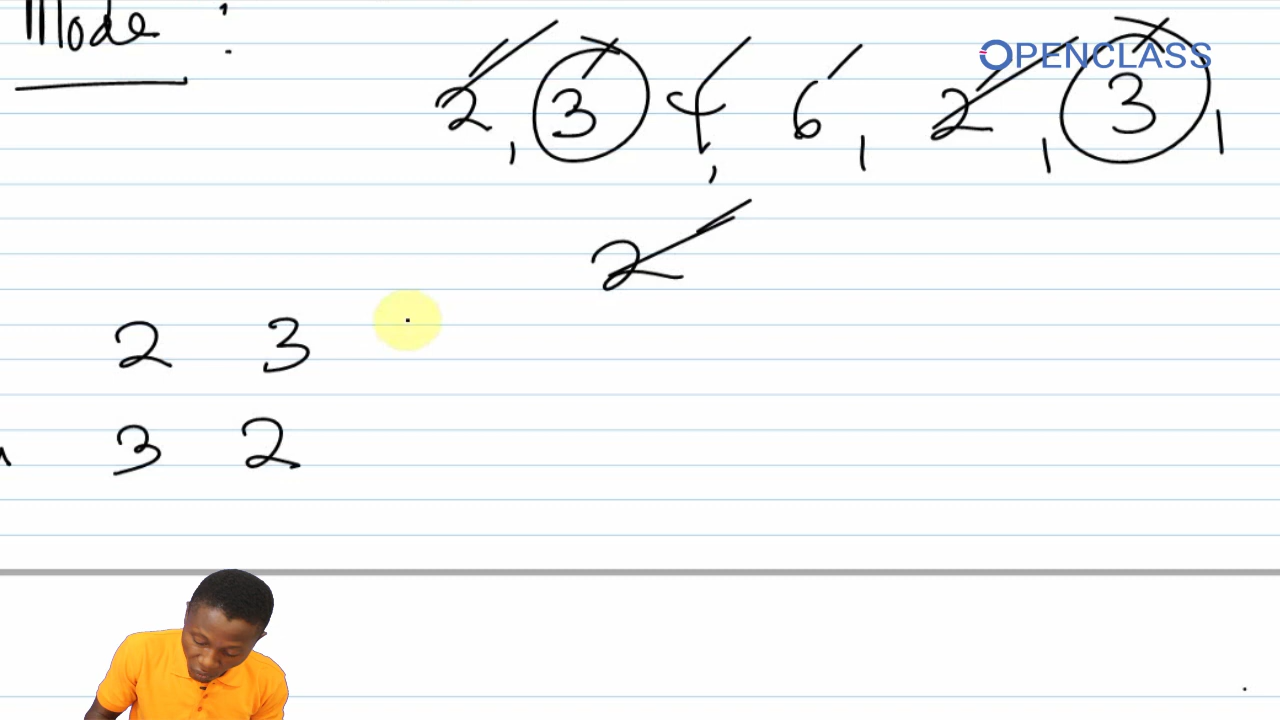 Mode :
OPENCLASS
2, 3 4, 6, 2, 3,
2
2 3
3 2